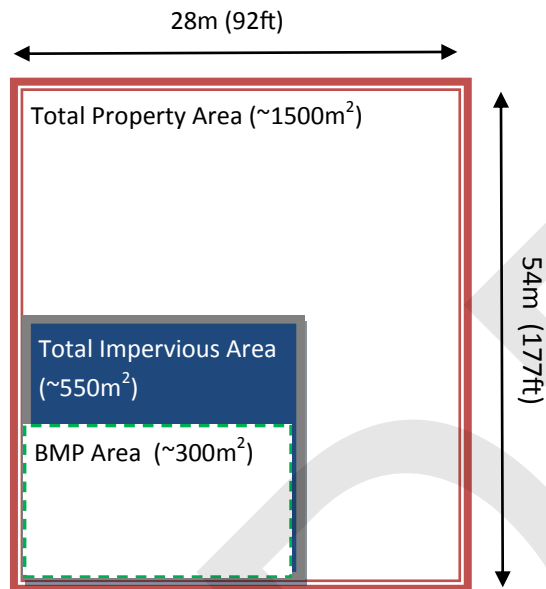 28m (92ft)
Total Property Area (~1500m²)
54m (177ft)
Total Impervious Area
(~550m²)
BMP Area (~300m²)